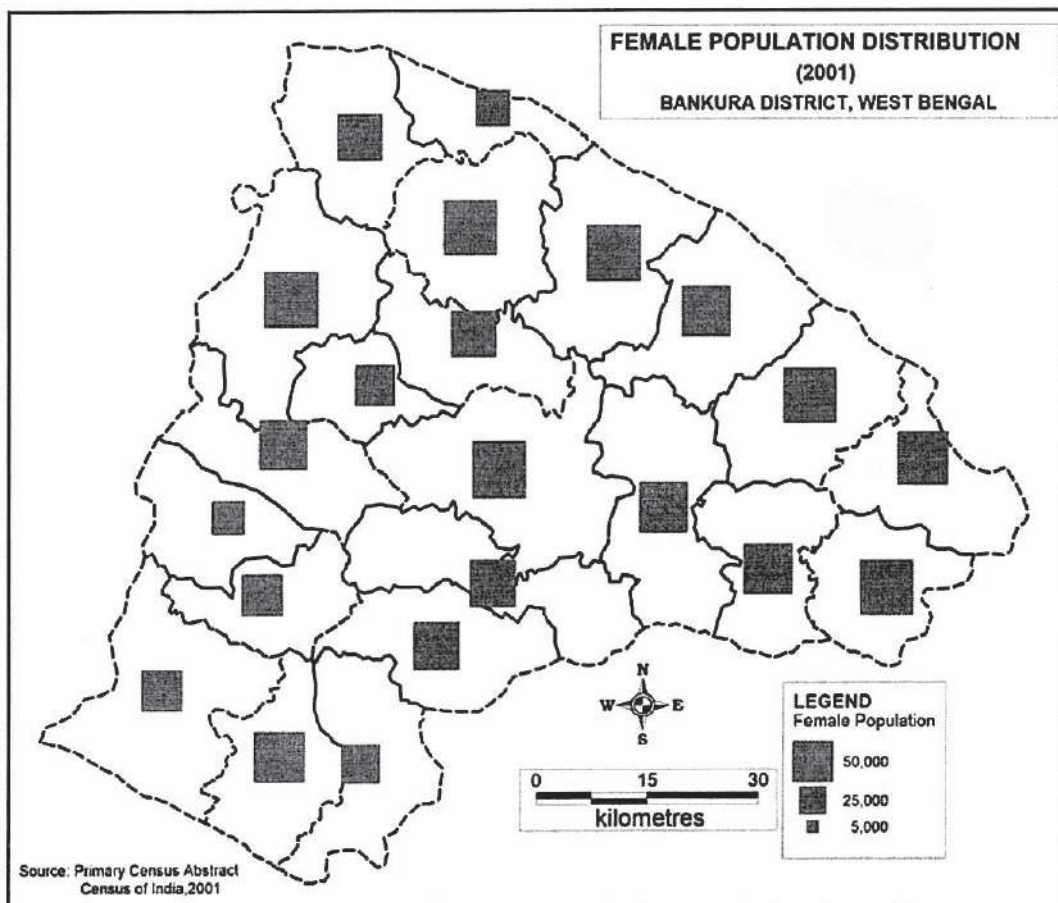 FEMALE POPULATION DISTRIBUTION
(2001)
BANKURA DISTRICT, WEST BENGAL
N
W E
S
0 15 30
kilometres
LEGEND
Female Population
50,000
25,000
5,000
Source: Primary Census Abstract
Census of India,2001